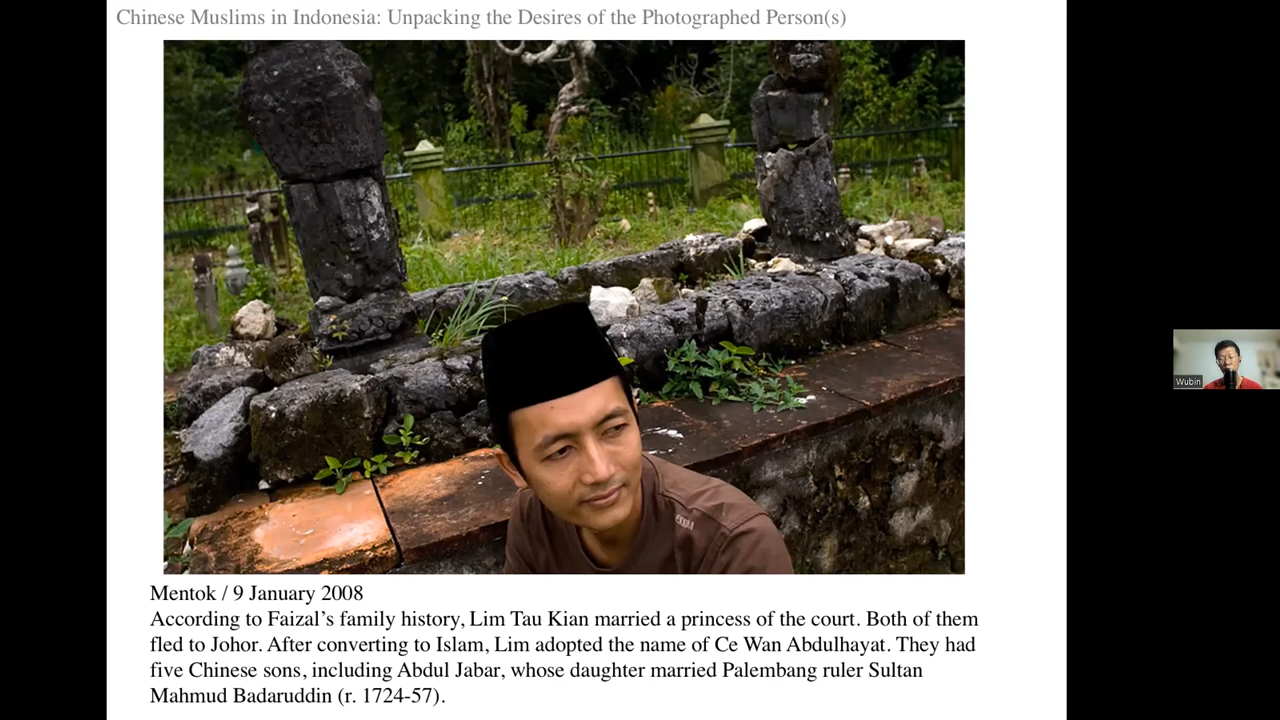 Chinese Muslims in Indonesia: Unpacking the Desires of the Photographed Person(s)
Mentok / 9 January 2008
According to Faizal’s family history, Lim Tau Kian married a princess of the court. Both of them
fled to Johor. After converting to Islam, Lim adopted the name of Ce Wan Abdulhayat. They had
five Chinese sons, including Abdul Jabar, whose daughter married Palembang ruler Sultan
Mahmud Badaruddin (r. 1724-57).
Wubin